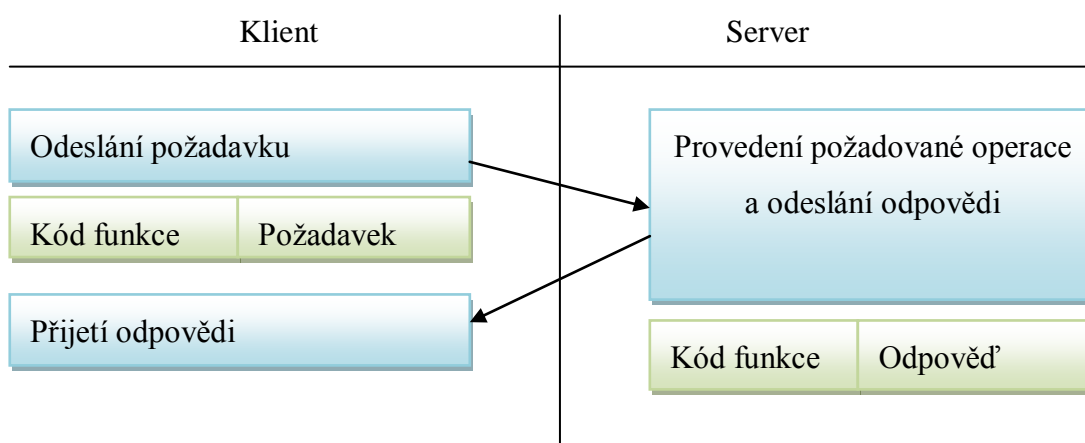 Klient
Server
Odeslání požadavku
Kód funkce
Požadavek
Přijetí odpovědi
Provedení požadované operace
a odeslání odpovědi
Kód funkce
Odpověď